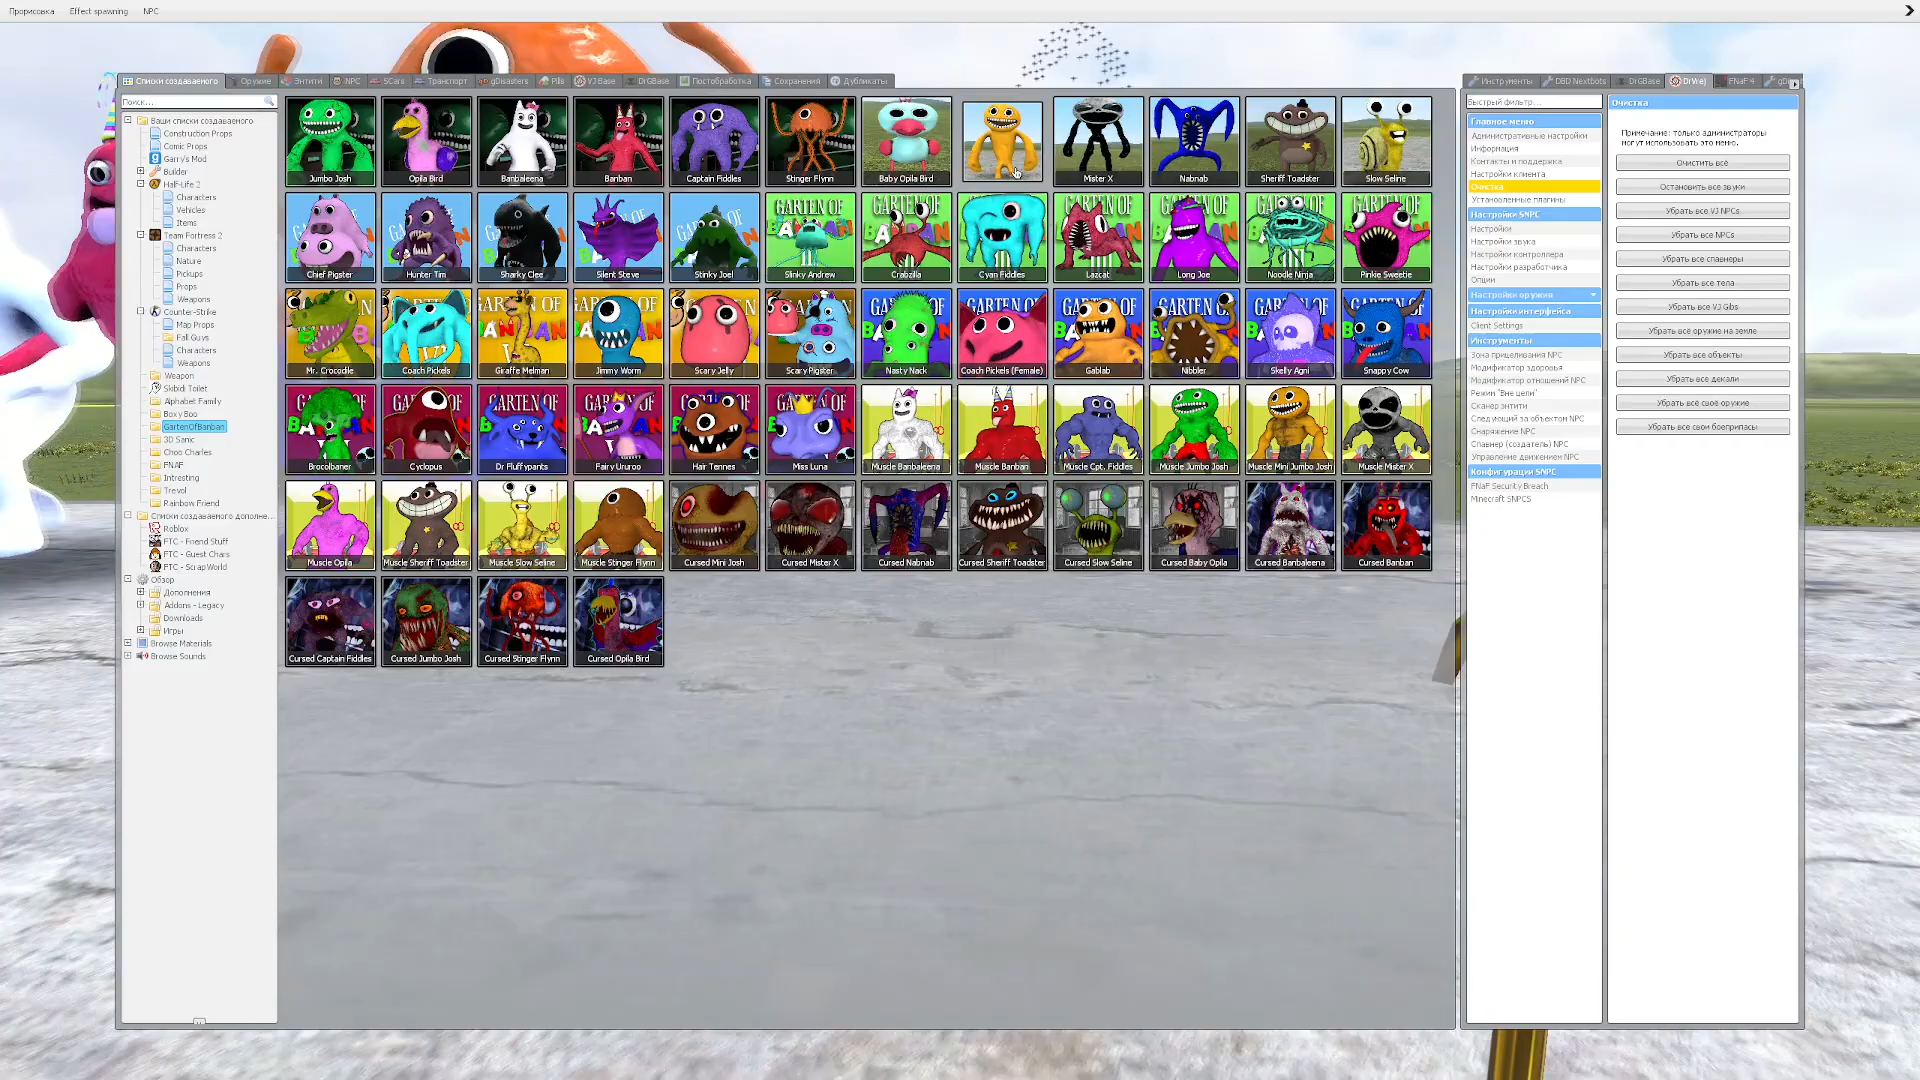 Прорисовка Effect spawning NPC
Списки создаваемого Оружие Энтити NPC SCars Транспорт gDisasters Pills VJ Base DrGBase Постобработка Сохранения Дубликаты
Поиск...
Ваши списки создаваемого
Construction Props
Comic Props
Garry's Mod
Builder
Half-Life 2
Characters
Vehicles
Items
Team Fortress 2
Characters
Nature
Pickups
Props
Weapons
Counter-Strike
Map Props
Fall Guys
Characters
Weapons
Weapon
Skibidi Toilet
Alphabet Family
Boxy Boo
GartenOfBanban
3D Sanic
Choo Charles
FNAF
Intresting
Trevol
Rainbow Friend
Списки создаваемого дополне...
Roblox
FTC - Friend Stuff
FTC - Guest Chars
FTC - ScrapWorld
Обзор
Дополнения
Addons - Legacy
Downloads
Игры
Browse Materials
Browse Sounds
Jumbo Josh Opila Bird Banbaleena Banban Captain Fiddles Stinger Flynn Baby Opila Bird Mister X Nabnab Sheriff Toadster Slow Seline
Chief Pigster Hunter Tim Sharky Clee Silent Steve Stinky Joel Slinky Andrew Crabzilla Cyan Fiddles Lazcat Long Joe Noodle Ninja Pinkie Sweetie
Mr. Crocodile Coach Pickels Giraffe Melman Jimmy Worm Scary Jelly Scary Pigster Nasty Nack Coach Pickels (Female) Gablab Nibbler Skelly Agni Snappy Cow
Brocolbaner Cyclopus Dr Fluffypants Fairy Ururoo Hair Tennes Miss Luna Muscle Banbaleena Muscle Banban Muscle Cpt. Fiddles Muscle Jumbo Josh Muscle Mini Jumbo Josh Muscle Mister X
Muscle Opila Muscle Sheriff Toadster Muscle Slow Seline Muscle Stinger Flynn Cursed Mini Josh Cursed Mister X Cursed Nabnab Cursed Sheriff Toadster Cursed Slow Seline Cursed Baby Opila Cursed Banbaleena Cursed Banban
Cursed Captain Fiddles Cursed Jumbo Josh Cursed Stinger Flynn Cursed Opila Bird
Инструменты DBD Nextbots DrGBase DrVrej FNaF 4
Быстрый фильтр...
Главное меню
Административные настройки
Информация
Контакты и поддержка
Настройки клиента
Очистка
Установленные плагины
Настройки SNPC
Настройки
Настройки звука
Настройки контроллера
Настройки разработчика
Опции
Настройки оружия
Настройки интерфейса
Client Settings
Инструменты
Зона прицеливания NPC
Модификатор здоровья
Модификатор отношений NPC
Режим "Вне цели"
Сканер энтити
Следующий за объектом NPC
Снаряжение NPC
Спавнер (создатель) NPC
Управление движением NPC
Конфигурации SNPC
FNaF Security Breach
Minecraft SNPCS
Очистка
Примечание: только администраторы
могут использовать это меню.
Очистить всё
Остановить все звуки
Убрать все VJ NPCs
Убрать все NPCs
Убрать все спавнеры
Убрать все тела
Убрать все VJ Gibs
Убрать всё оружие на земле
Убрать все объекты
Убрать все декали
Убрать все своё оружие
Убрать все свои боеприпасы